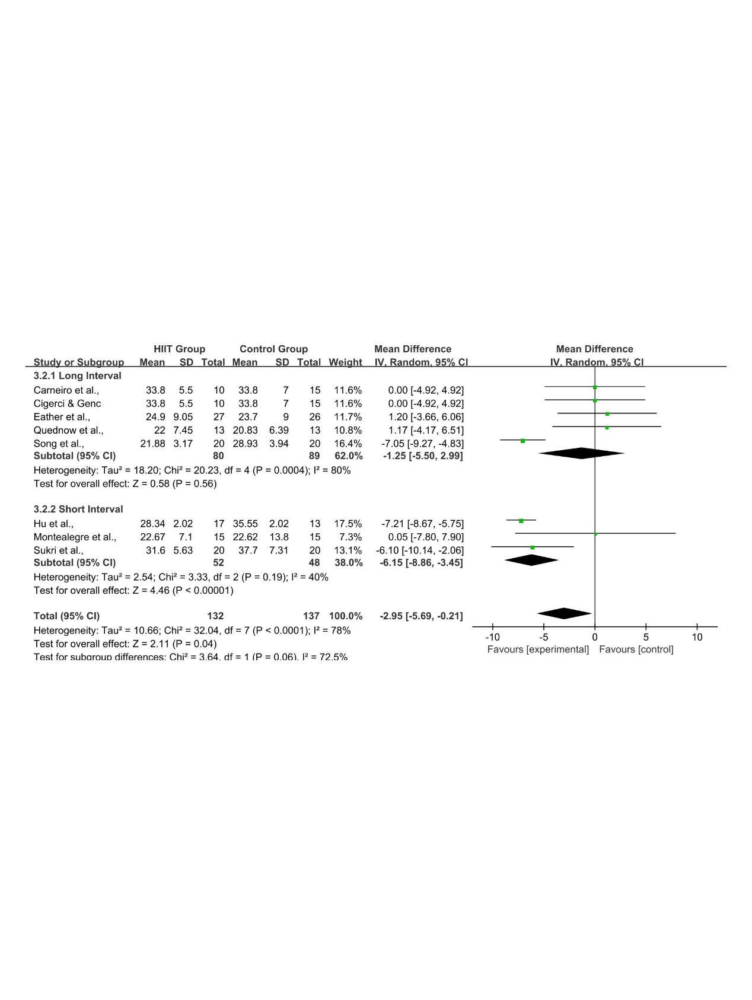 HIIT Group Control Group Mean Difference Mean Difference
Study or Subgroup Mean SD Total Mean SD Total Weight IV, Random, 95% CI IV, Random, 95% CI
3.2.1 Long Interval
Carneiro et al., 33.8 5.5 10 33.8 7 15 11.6% 0.00 [-4.92, 4.92]
Cigerci & Genc 33.8 5.5 10 33.8 7 15 11.6% 0.00 [-4.92, 4.92]
Eather et al., 24.9 9.05 27 23.7 9 26 11.7% 1.20 [-3.66, 6.06]
Quednow et al., 22 7.45 13 20.83 6.39 13 10.8% 1.17 [-4.17, 6.51]
Song et al., 21.88 3.17 20 28.93 3.94 20 16.4% -7.05 [-9.27, -4.83]
Subtotal (95% CI) 80 89 62.0% -1.25 [-5.50, 2.99]
Heterogeneity: Tau² = 18.20; Chi² = 20.23, df = 4 (P = 0.0004); I² = 80%
Test for overall effect: Z = 0.58 (P = 0.56)
3.2.2 Short Interval
Hu et al., 28.34 2.02 17 35.55 2.02 13 17.5% -7.21 [-8.67, -5.75]
Montealegre et al., 22.67 7.1 15 22.62 13.8 15 7.3% 0.05 [-7.80, 7.90]
Sukri et al., 31.6 5.63 20 37.7 7.31 20 13.1% -6.10 [-10.14, -2.06]
Subtotal (95% CI) 52 48 38.0% -6.15 [-8.86, -3.45]
Heterogeneity: Tau² = 2.54; Chi² = 3.33, df = 2 (P = 0.19); I² = 40%
Test for overall effect: Z = 4.46 (P < 0.00001)
Total (95% CI) 132 137 100.0% -2.95 [-5.69, -0.21]
Heterogeneity: Tau² = 10.66; Chi² = 32.04, df = 7 (P < 0.0001); I² = 78%
Test for overall effect: Z = 2.11 (P = 0.04)
Test for subgroup differences: Chi² = 3.64, df = 1 (P = 0.06), I² = 72.5%
-10 -5 0 5 10
Favours [experimental] Favours [control]